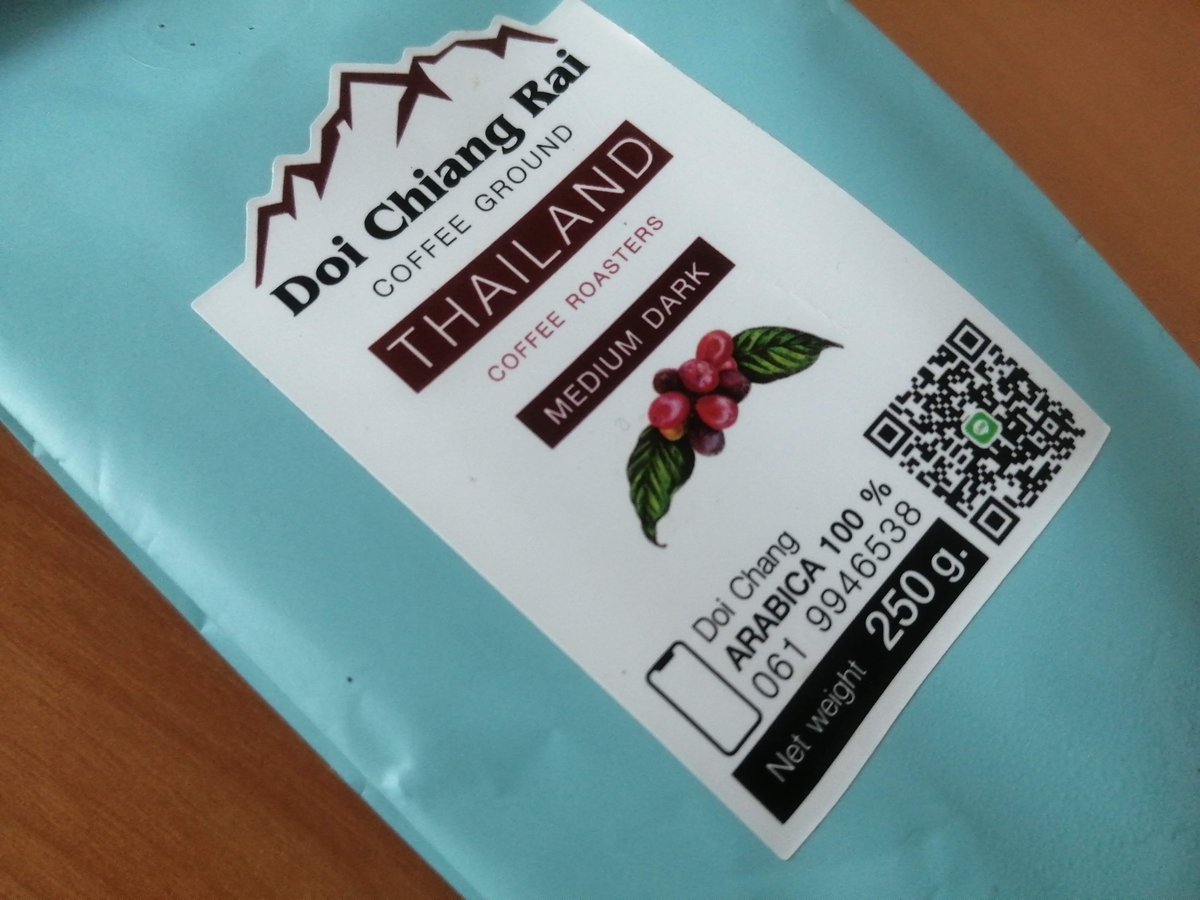 Doi Chiang Rai
COFFEE GROUND
THAILAND
COFFEE ROASTERS
MEDIUM DARK
Doi Chang
ARABICA 100 %
061 9946538
Net weight 250 g.